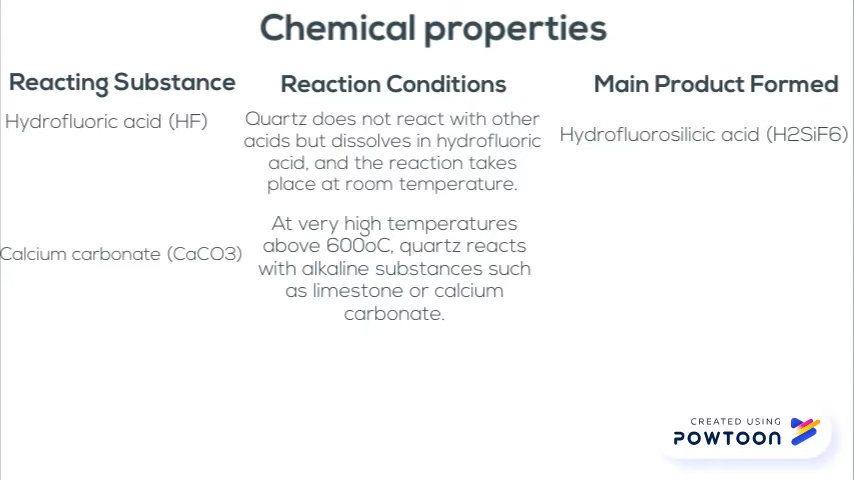 Chemical properties
Reacting Substance
Reaction Conditions
Main Product Formed
Hydrofluoric acid (HF)
Quartz does not react with other
acids but dissolves in hydrofluoric
acid, and the reaction takes
place at room temperature.
Hydrofluorosilicic acid (H2SiF6)
Calcium carbonate (CaCO3)
At very high temperatures
above 600oC, quartz reacts
with alkaline substances such
as limestone or calcium
carbonate.
CREATED USING
POWTOON